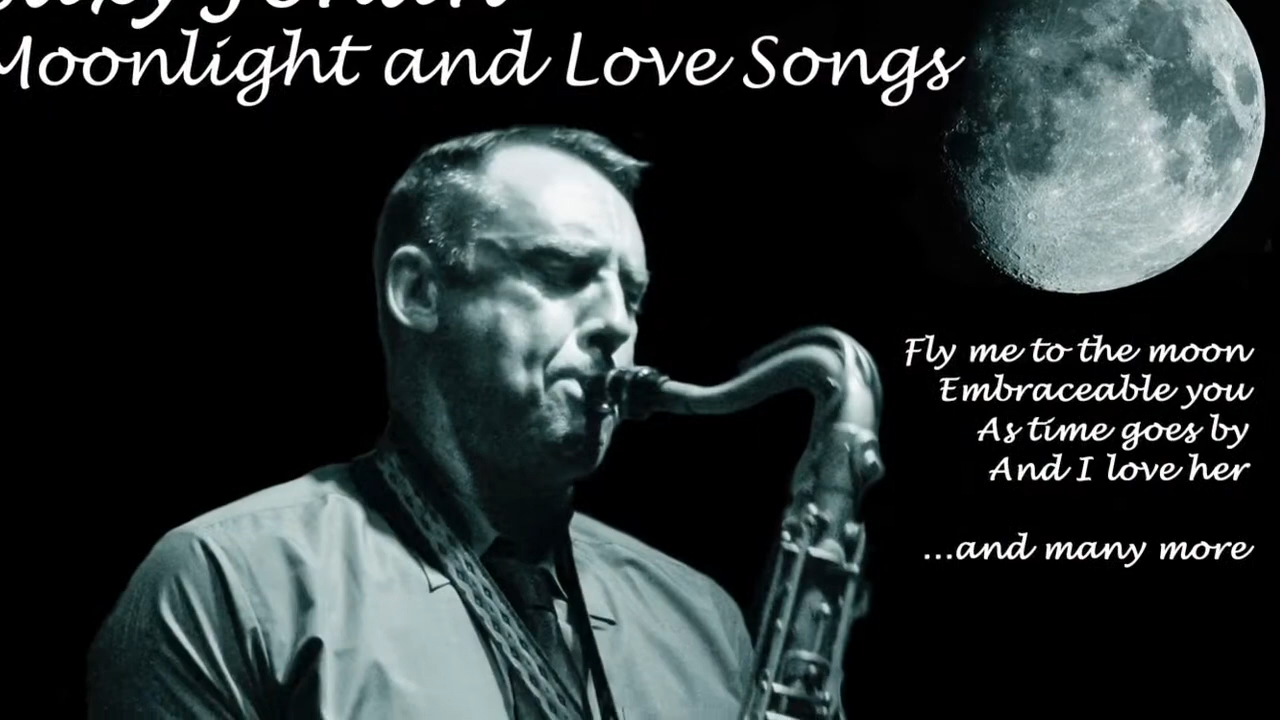 Moonlight and Love Songs
Fly me to the moon
Embraceable you
As time goes by
And I love her
...and many more